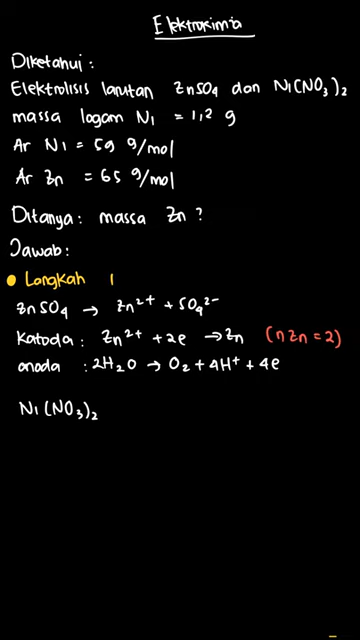 Elektrokimia
Diketahui :
Elektrolisis larutan ZnSO₄ dan Ni(NO₃)₂
massa logam Ni = 1,2 g
Ar Ni = 59 g/mol
Ar Zn = 65 g/mol
Ditanya: massa Zn ?
Jawab:
Langkah 1
ZnSO₄ → Zn²⁺ + SO₄²⁻
Katoda : Zn²⁺ + 2e → Zn (n Zn = 2)
anoda : 2H₂O → O₂ + 4H⁺ + 4e
Ni(NO₃)₂